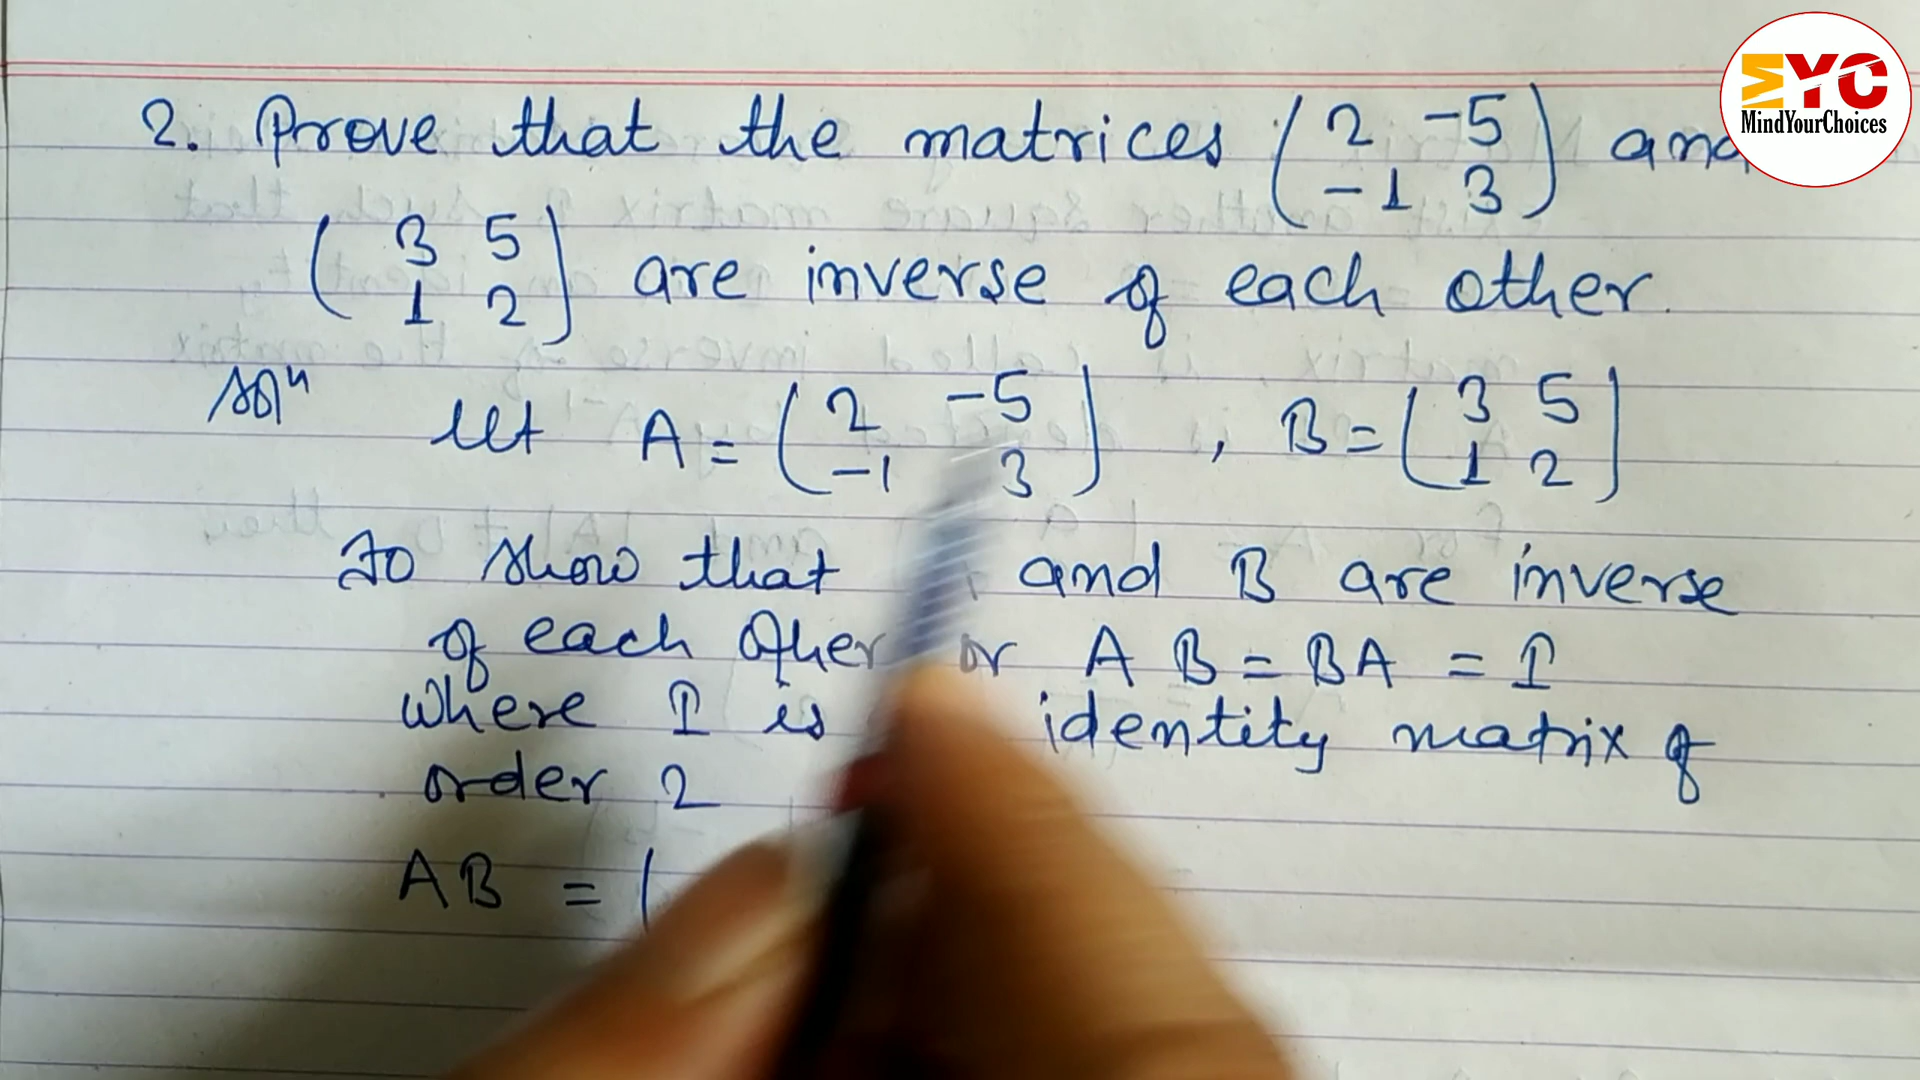 2. Prove that the matrices (2 -5
-1 3) and
(3 5
1 2) are inverse of each other.
Solⁿ let A = (2 -5
-1 3) , B = (3 5
1 2)
To show that and B are inverse
of each other or A B = BA = I
where I is identity matrix of
order 2
AB = (
MYC
MindYourChoices